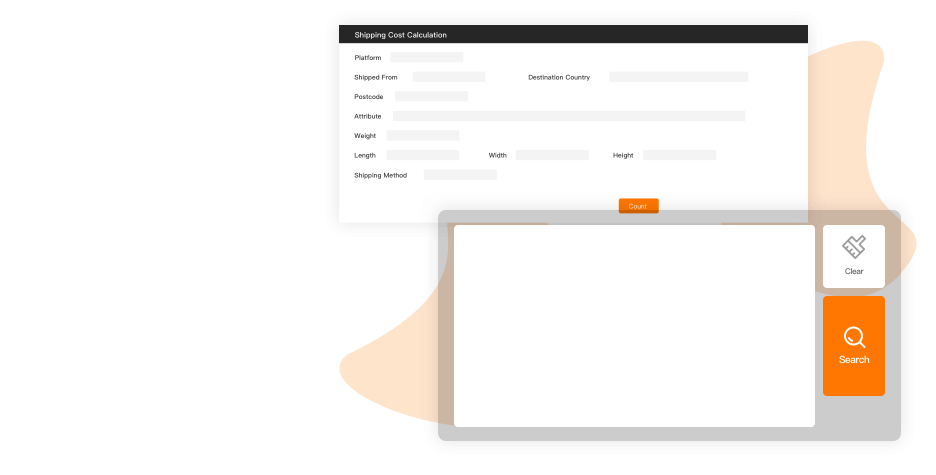 Shipping Cost Calculation
Platform
Shipped From Destination Country
Postcode
Attribute
Weight
Length Width Height
Shipping Method
Count
Clear
Search